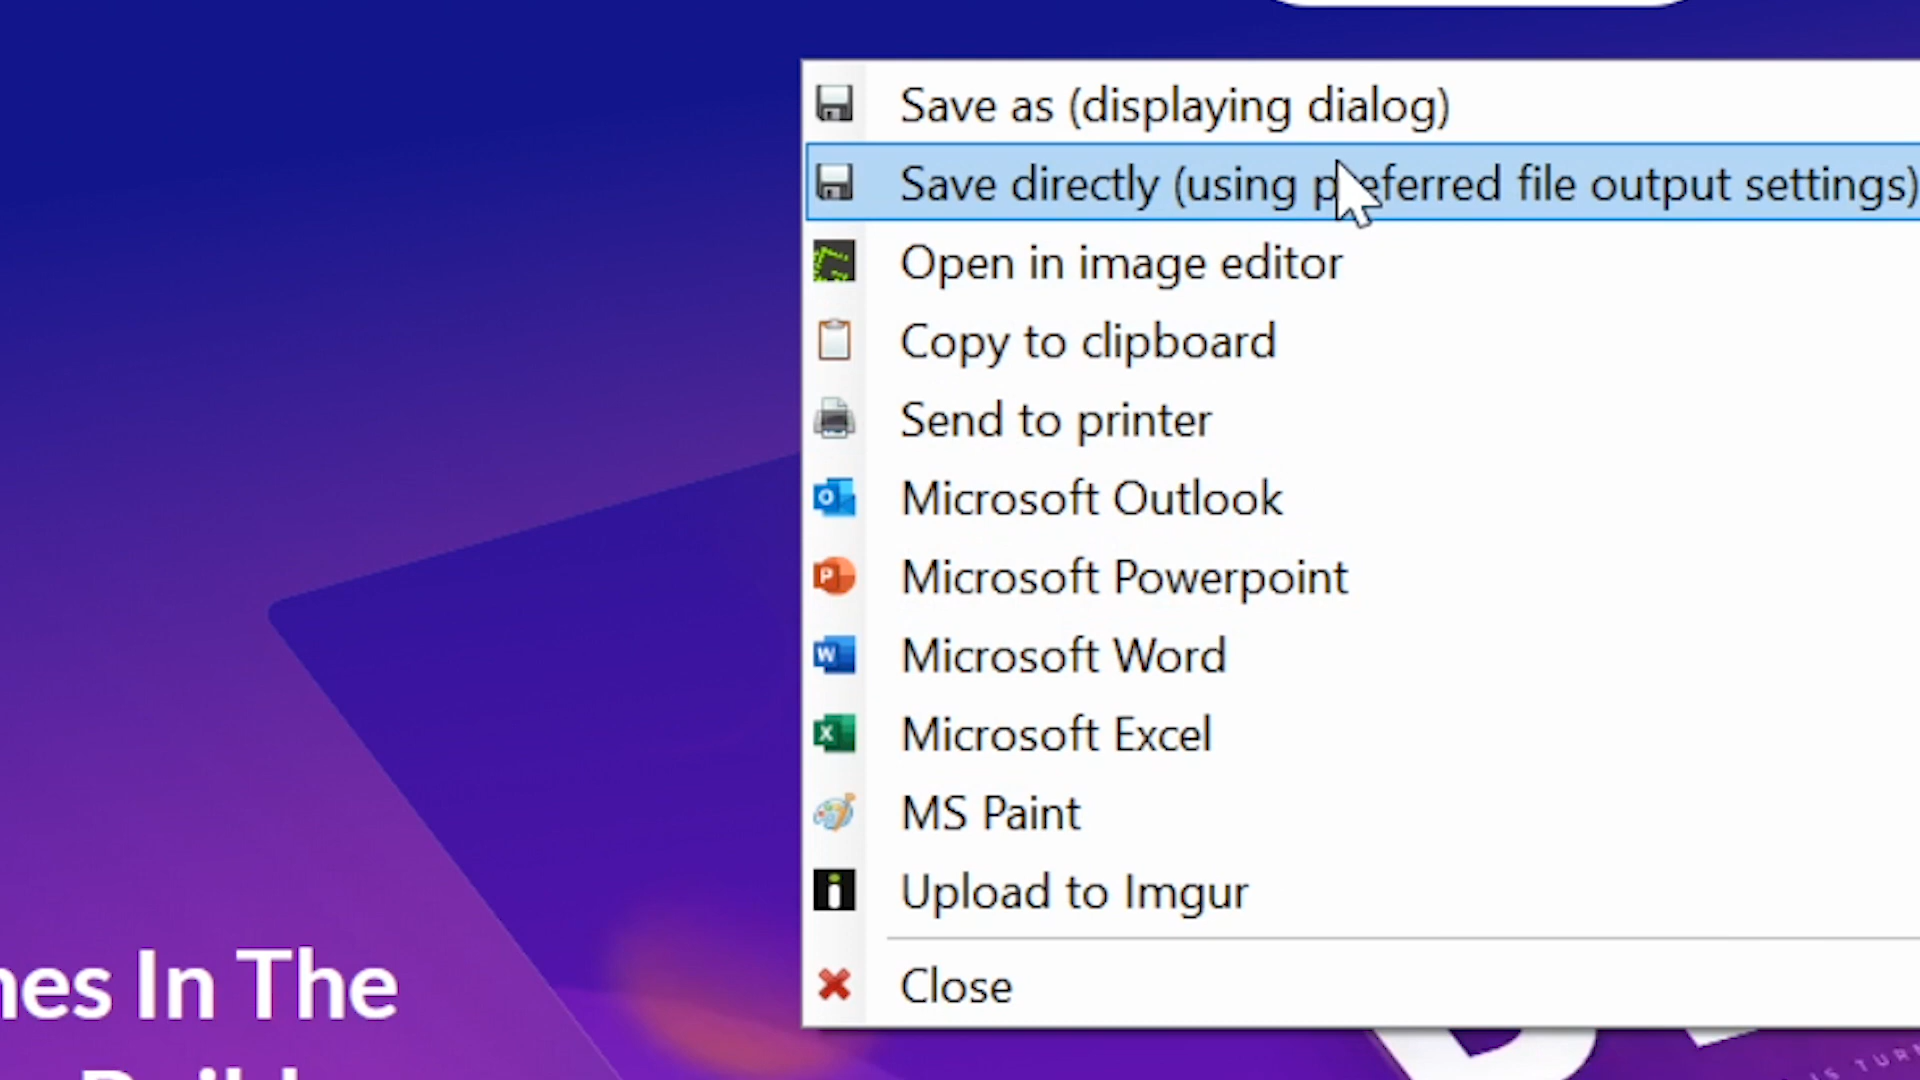 Save as (displaying dialog)
Save directly (using preferred file output settings)
Open in image editor
Copy to clipboard
Send to printer
Microsoft Outlook
Microsoft Powerpoint
Microsoft Word
Microsoft Excel
MS Paint
Upload to Imgur
Close
In The